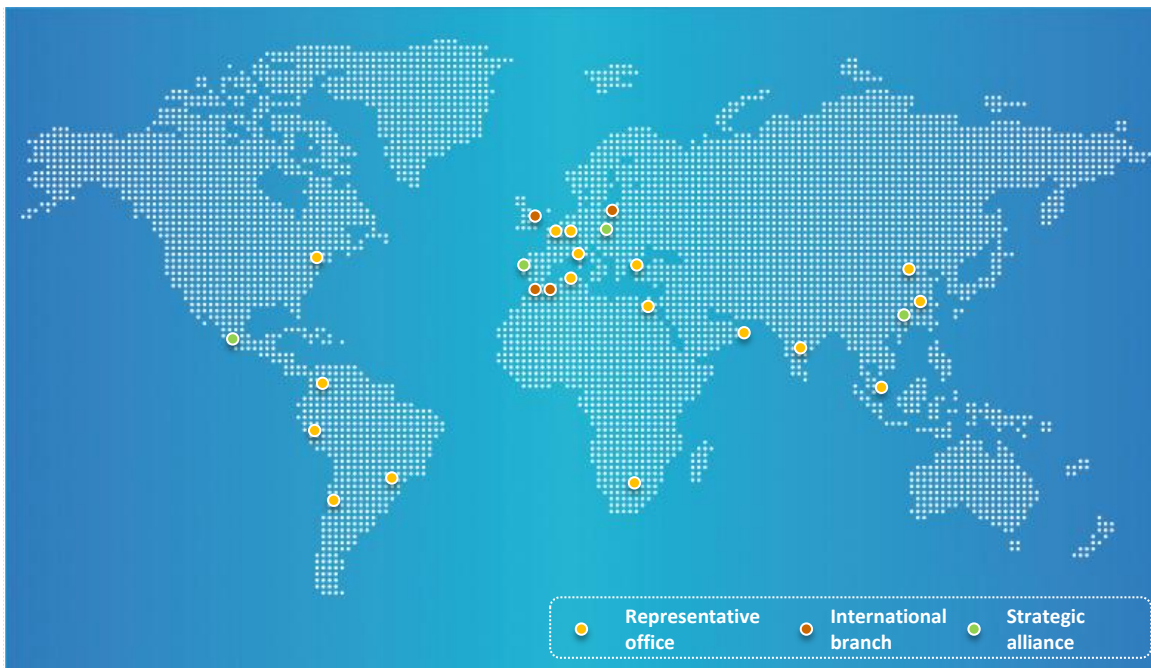 Representative
office
International
branch
Strategic
alliance